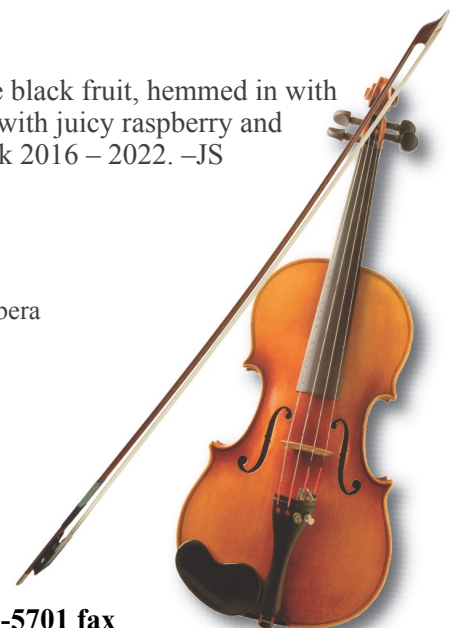 e black fruit, hemmed in with
with juicy raspberry and
k 2016 – 2022. –JS
pera
-5701 fax